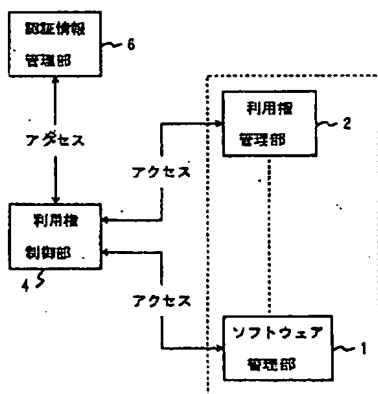 認証情報
管理部
6
アクセス
利用権
管理部
2
アクセス
利用権
制御部
4
アクセス
ソフトウェア
管理部
1